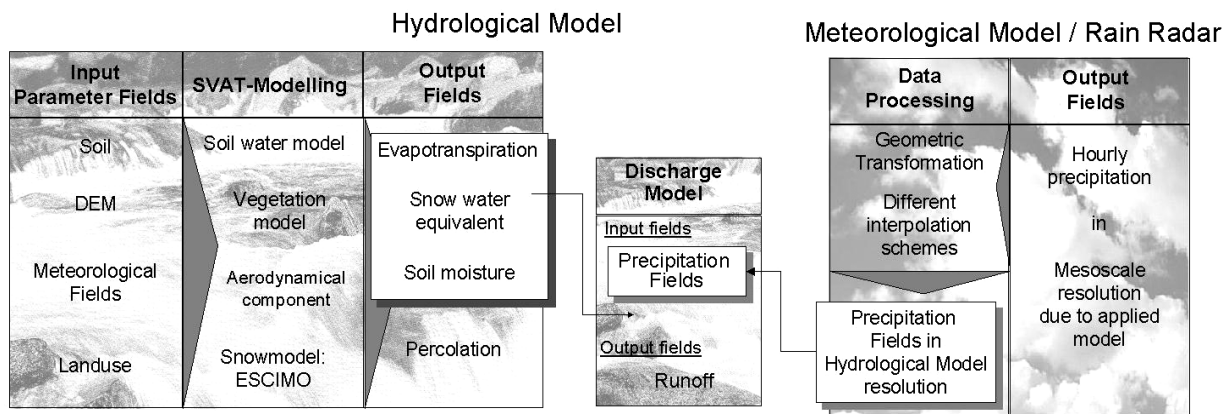 Hydrological Model
Input
Parameter Fields
SVAT-Modelling
Output
Fields
Soil
DEM
Meteorological
Fields
Landuse
Soil water model
Vegetation
model
Aerodynamical
component
Snowmodel:
ESCIMO
Evapotranspiration
Snow water
equivalent
Soil moisture
Percolation
Discharge
Model
Input fields
Precipitation
Fields
Output fields
Runoff
Meteorological Model / Rain Radar
Data
Processing
Output
Fields
Geometric
Transformation
Different
interpolation
schemes
Precipitation
Fields in
Hydrological Model
resolution
Hourly
precipitation
in
Mesoscale
resolution
due to applied
model